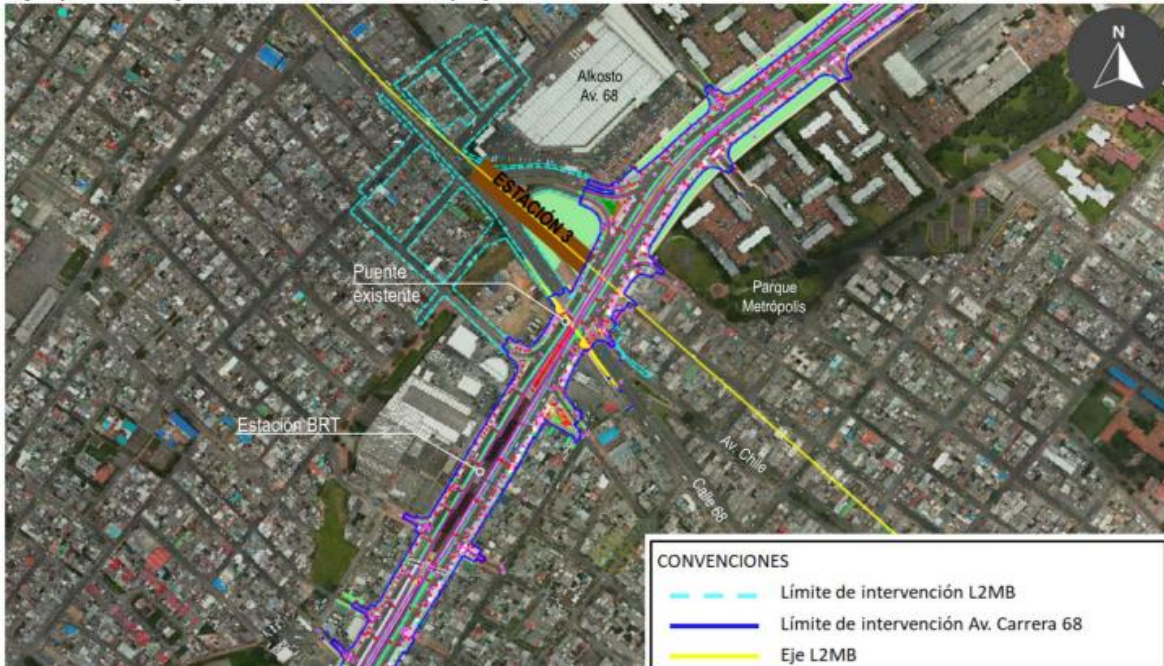 N
Alkosto
Av. 68
ESTACIÓN 3
Puente
existente
Parque
Metrópolis
Estación BRT
Av. Chile
Calle 68
CONVENCIONES
Límite de intervención L2MB
Límite de intervención Av. Carrera 68
Eje L2MB